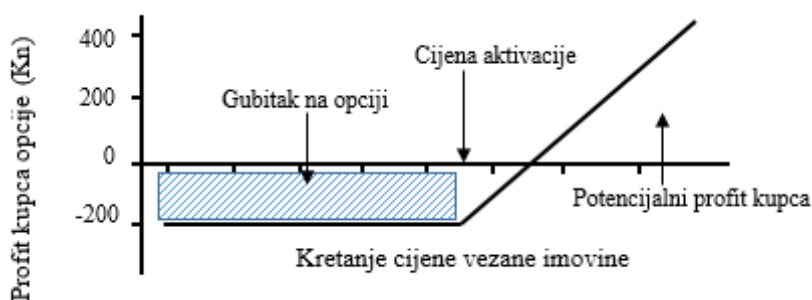 Profit kupca opcije (Kn)
400
200
0
-200
Cijena aktivacije
Gubitak na opciji
Potencijalni profit kupca
Kretanje cijene vezane imovine